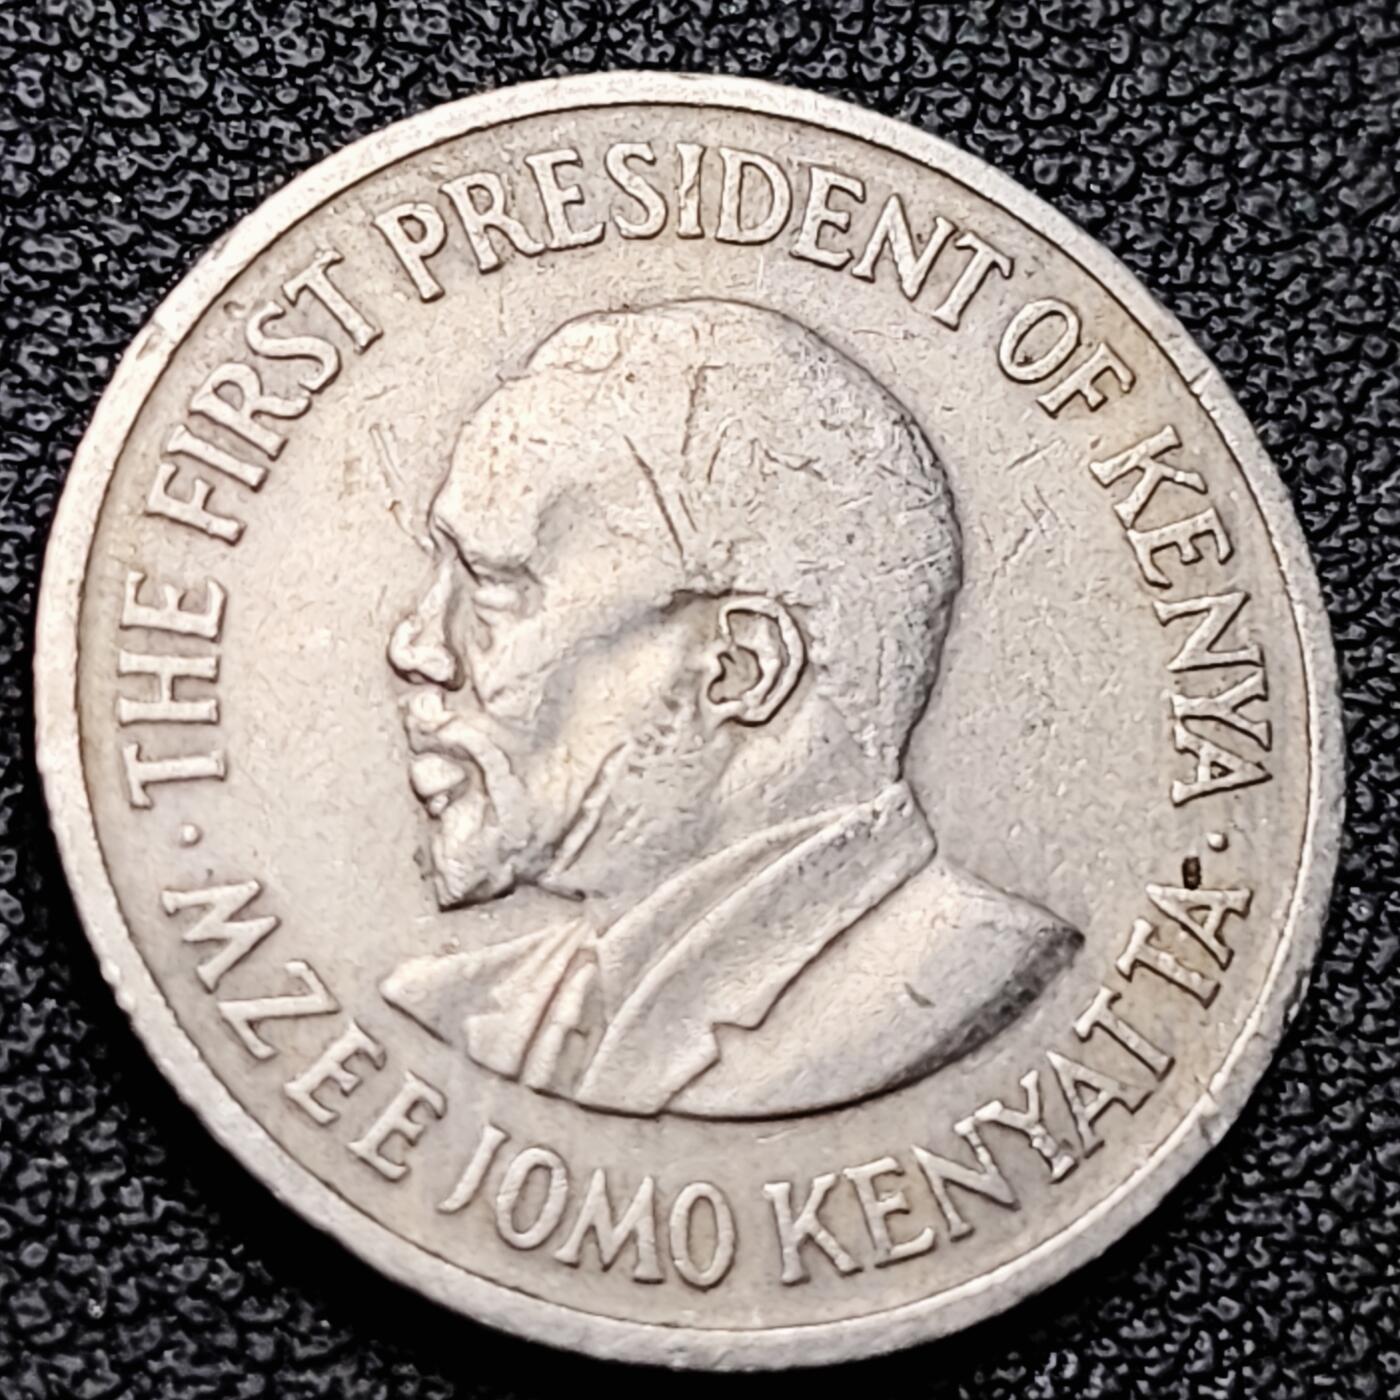 THE FIRST PRESIDENT OF KENYA
· MZEE JOMO KENYATTA ·